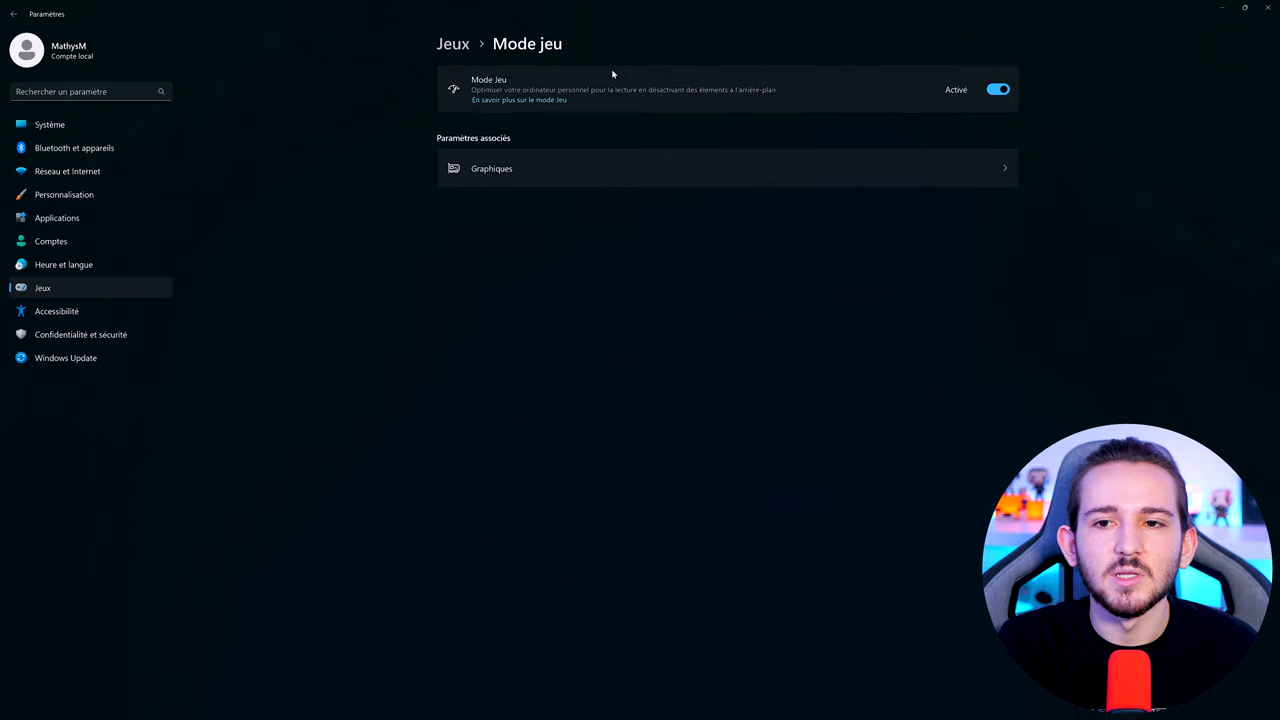 Paramètres
MathysM
Compte local
Rechercher un paramètre
Système
Bluetooth et appareils
Réseau et Internet
Personnalisation
Applications
Comptes
Heure et langue
Jeux
Accessibilité
Confidentialité et sécurité
Windows Update
Jeux > Mode jeu
Mode Jeu
Optimiser votre ordinateur personnel pour la lecture en désactivant des éléments à l'arrière-plan
En savoir plus sur le mode Jeu
Activé
Paramètres associés
Graphiques